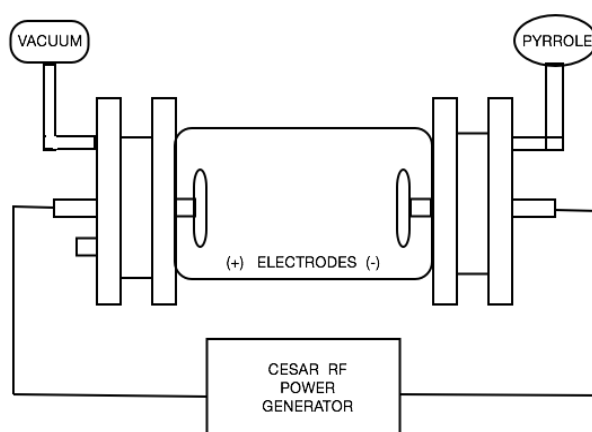 VACUUM
PYRROLE
(+) ELECTRODES (-)
CESAR RF
POWER
GENERATOR